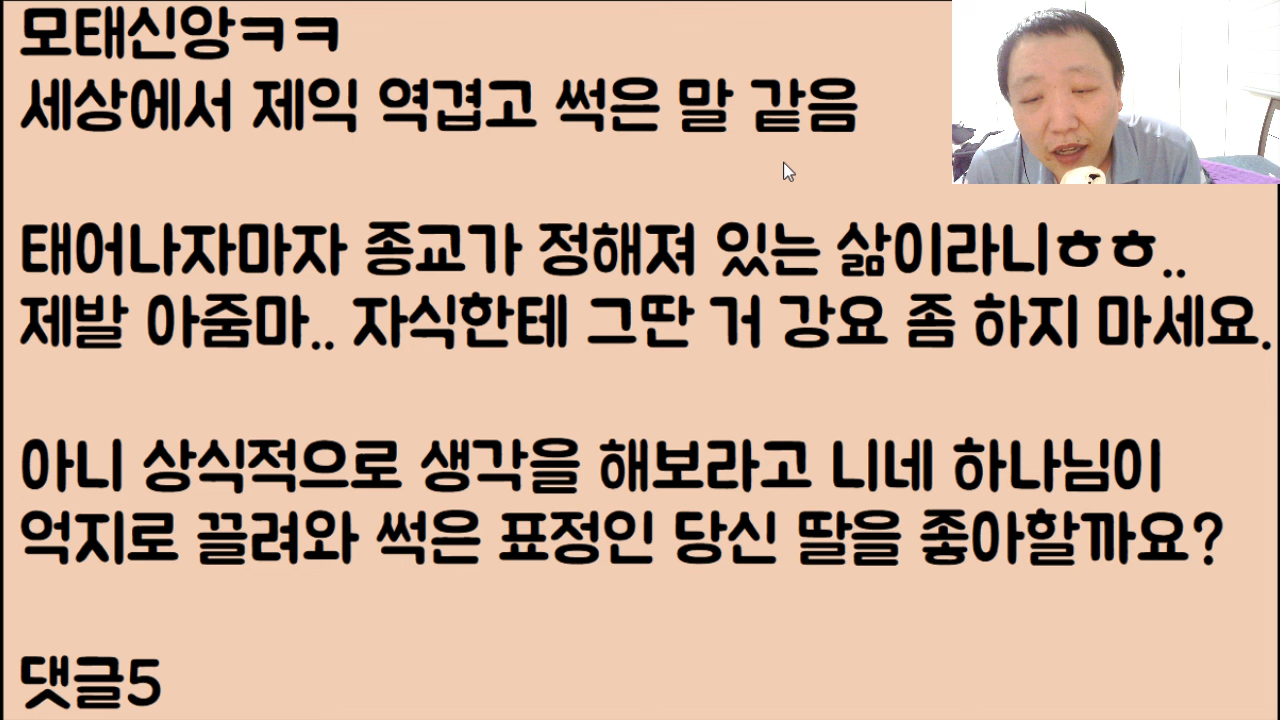 모태신앙ㅋㅋ
세상에서 제익 역겹고 썩은 말 같음
태어나자마자 종교가 정해져 있는 삶이라니ㅎㅎ..
제발 아줌마.. 자식한테 그딴 거 강요 좀 하지 마세요.
아니 상식적으로 생각을 해보라고 니네 하나님이
억지로 끌려와 썩은 표정인 당신 딸을 좋아할까요?
댓글5